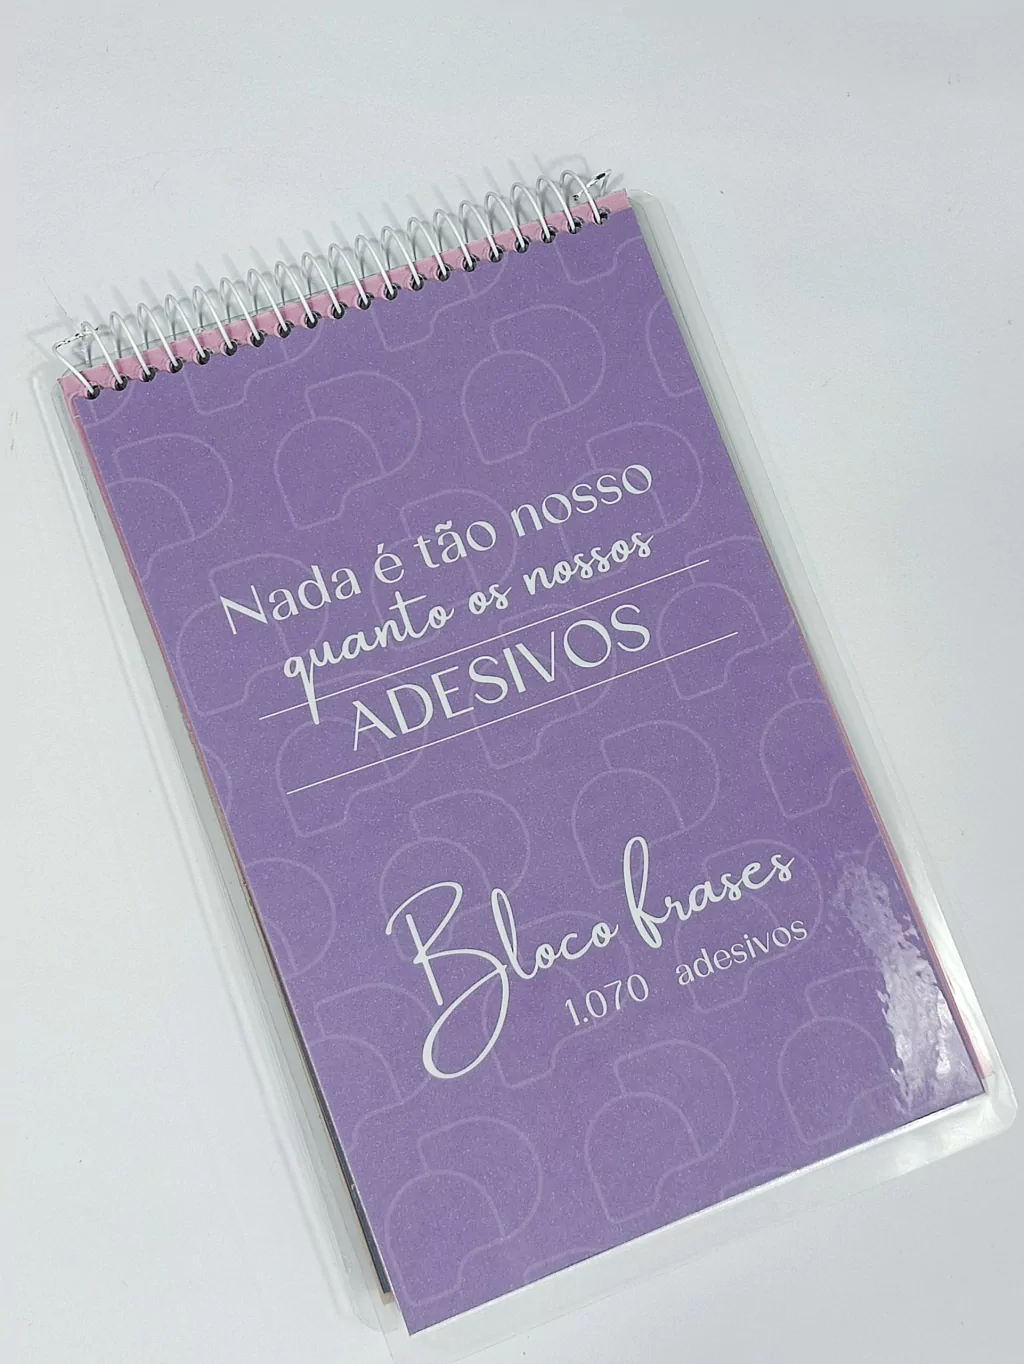 Nada é tão nosso
quanto os nossos
ADESIVOS
Bloco frases
1.070 adesivos